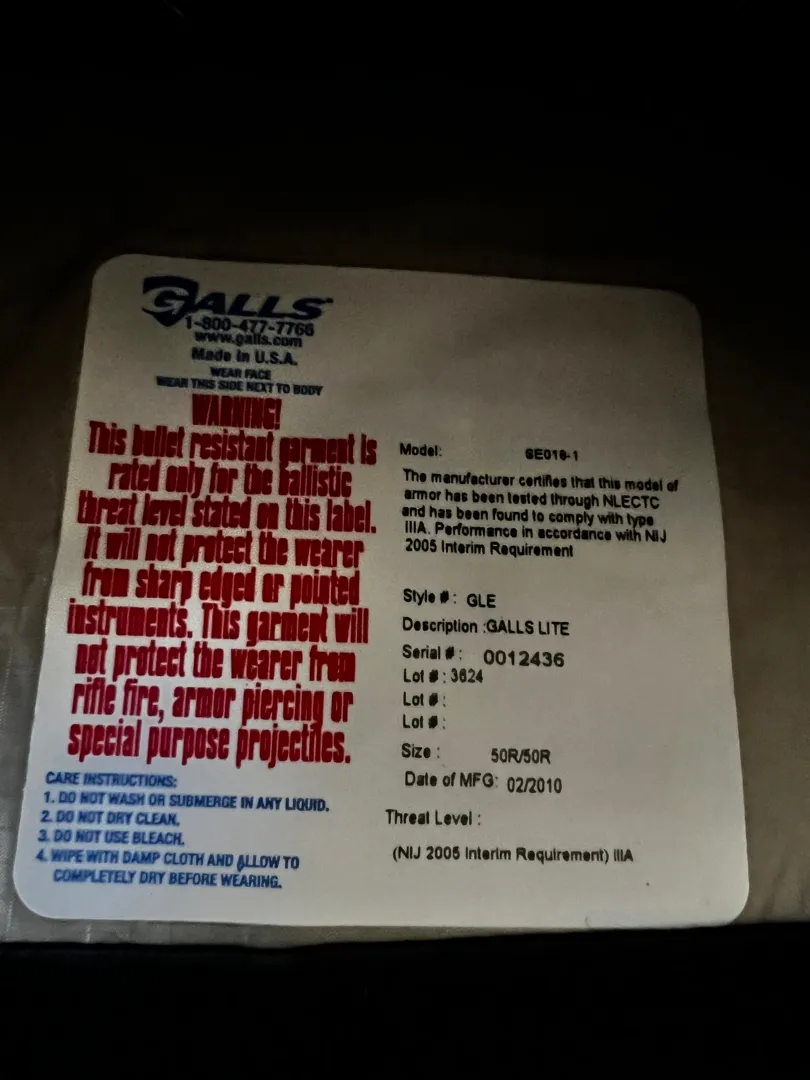 GALLS
1-800-477-7766
www.galls.com
Made in U.S.A.
WEAR FACE
WEAR THIS SIDE NEXT TO BODY
WARNING!
This bullet resistant garment is
rated only for the ballistic
threat level stated on this label.
It will not protect the wearer
from sharp edged or pointed
instruments. This garment will
not protect the wearer from
rifle fire, armor piercing or
special purpose projectiles.
CARE INSTRUCTIONS:
1. DO NOT WASH OR SUBMERGE IN ANY LIQUID.
2. DO NOT DRY CLEAN.
3. DO NOT USE BLEACH.
4. WIPE WITH DAMP CLOTH AND ALLOW TO
COMPLETELY DRY BEFORE WEARING.
Model:
The manufacturer certifies that this model of
armor has been tested through NLECTC
and has been found to comply with type
IIIA. Performance in accordance with NIJ
2005 Interim Requirement
Style #: GLE
Description :GALLS LITE
Serial #: 0012436
Lot #: 3624
Lot #:
Lot #:
Size : 50R/50R
Date of MFG: 02/2010
Threat Level :
(NIJ 2005 Interim Requirement) IIIA